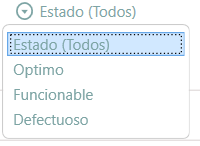 Estado (Todos)
Estado (Todos)
Optimo
Funcionable
Defectuoso